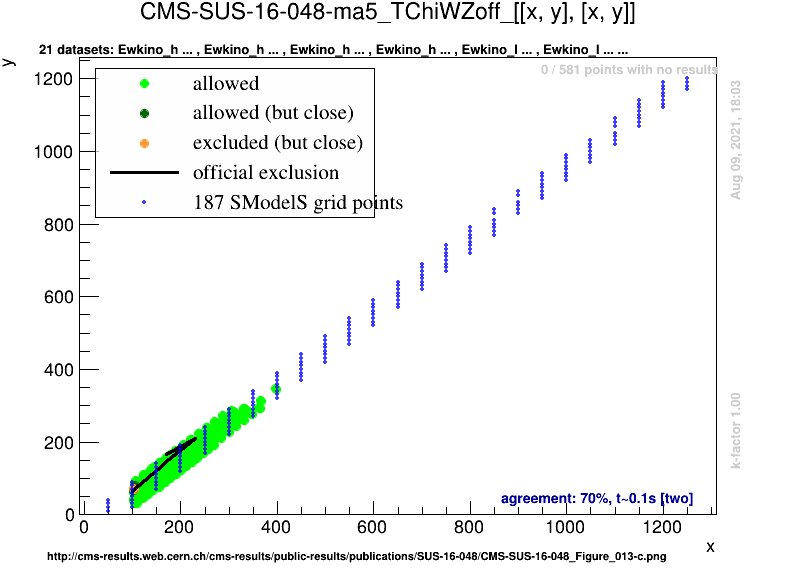 CMS-SUS-16-048-ma5_TChiWZoff_[[x, y], [x, y]]
21 datasets: Ewkino_h ... , Ewkino_h ... , Ewkino_h ... , Ewkino_h ... , Ewkino_l ... , Ewkino_l ... ...
y
0 / 581 points with no results
allowed
allowed (but close)
excluded (but close)
official exclusion
187 SModelS grid points
Aug 09, 2021, 18:03
k-factor 1.00
1200
1000
800
600
400
200
0
agreement: 70%, t~0.1s [two]
0 200 400 600 800 1000 1200
x
http://cms-results.web.cern.ch/cms-results/public-results/publications/SUS-16-048/CMS-SUS-16-048_Figure_013-c.png